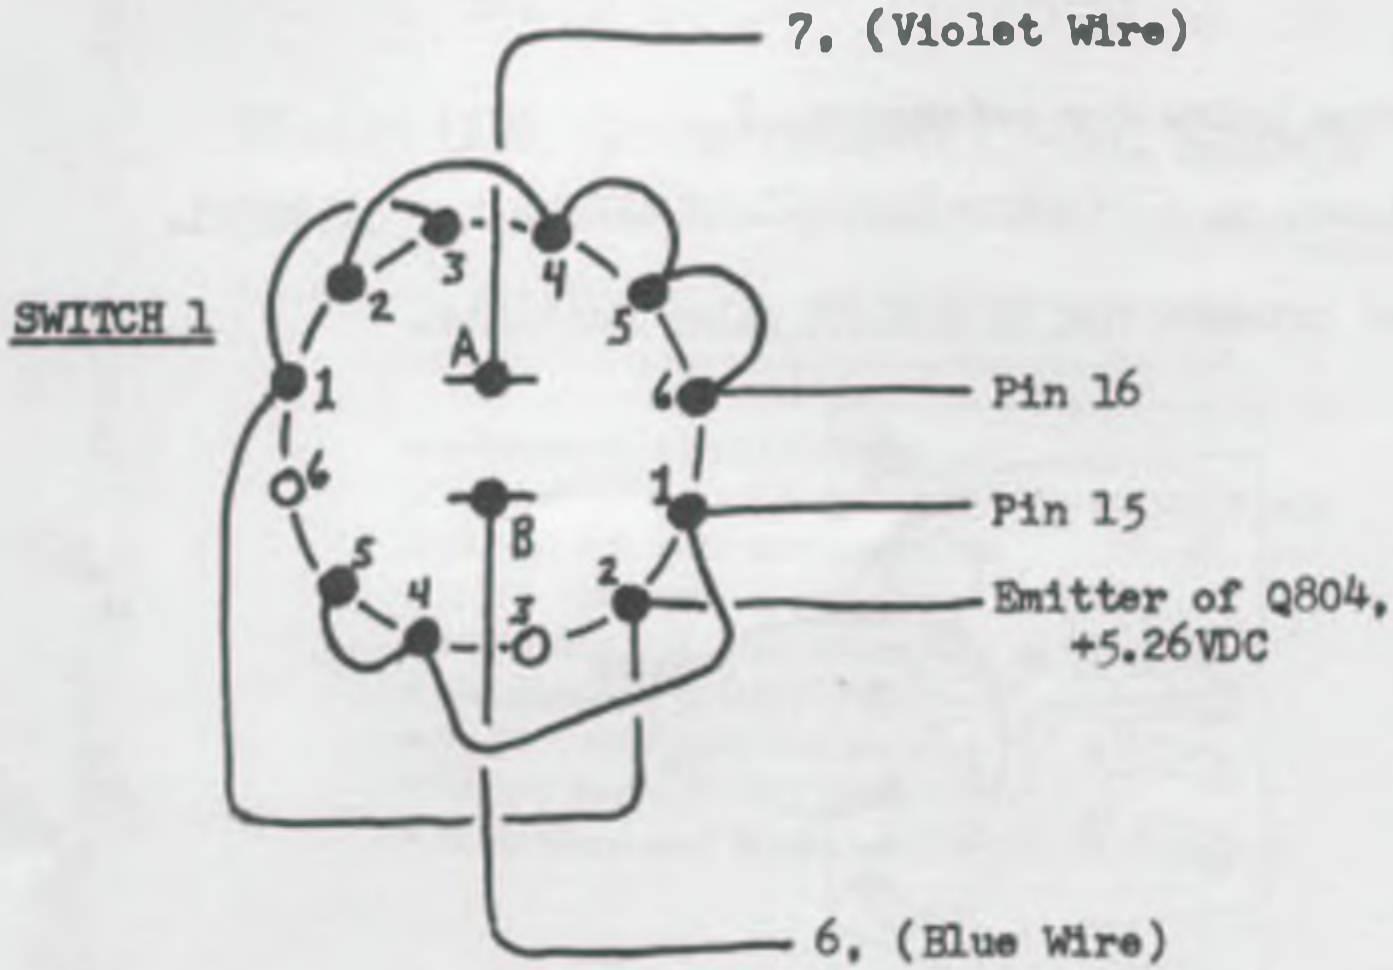 7, (Violet Wire)
3
4
2
5
SWITCH 1
A
1
6
Pin 16
6
1
Pin 15
B
5
4
3
2
Emitter of Q804,
+5.26VDC
6, (Blue Wire)